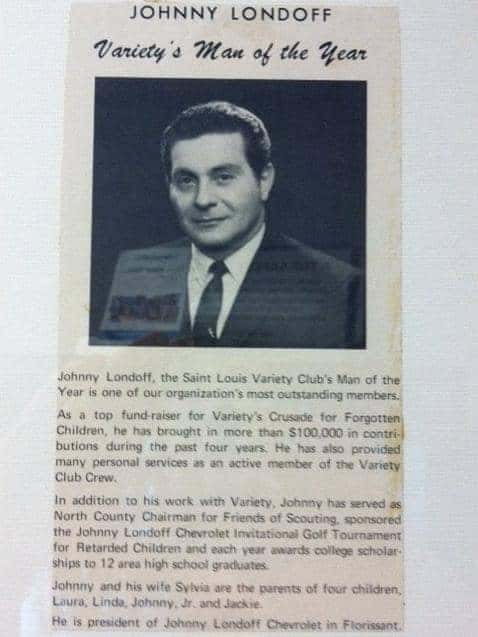 JOHNNY LONDOFF
Variety's Man of the Year
Johnny Londoff, the Saint Louis Variety Club's Man of the
Year is one of our organization's most outstanding members.
As a top fund-raiser for Variety's Crusade for Forgotten
Children, he has brought in more than $100,000 in contri-
butions during the past four years. He has also provided
many personal services as an active member of the Variety
Club Crew.
In addition to his work with Variety, Johnny has served as
North County Chairman for Friends of Scouting, sponsored
the Johnny Londoff Chevrolet Invitational Golf Tournament
for Retarded Children and each year awards college scholar-
ships to 12 area high school graduates.
Johnny and his wife Sylvia are the parents of four children,
Laura, Linda, Johnny, Jr. and Jackie.
He is president of Johnny Londoff Chevrolet in Florissant.